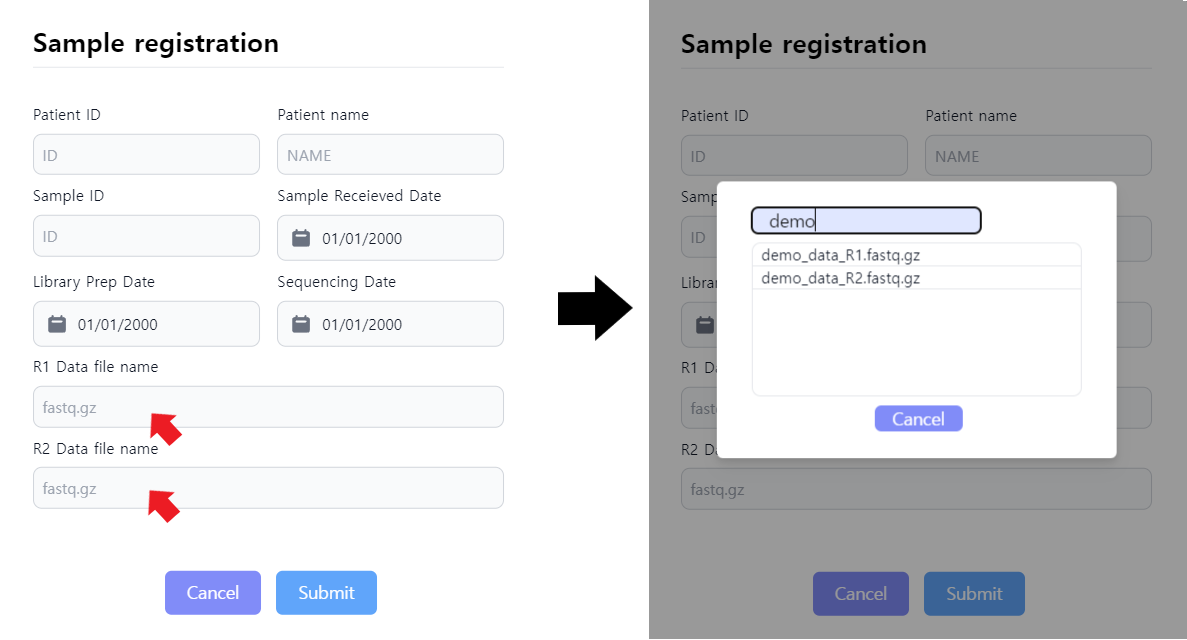 Sample registration
Patient ID
Patient name
ID
NAME
Sample ID
Sample Receieved Date
ID
01/01/2000
Library Prep Date
Sequencing Date
01/01/2000
01/01/2000
R1 Data file name
fastq.gz
R2 Data file name
fastq.gz
Cancel
Submit
Sample registration
Patient ID
Patient name
ID
NAME
Samp
ID
demo
demo_data_R1.fastq.gz
demo_data_R2.fastq.gz
Librar
R1 Da
fast
Cancel
R2 Da
fastq.gz
Cancel
Submit